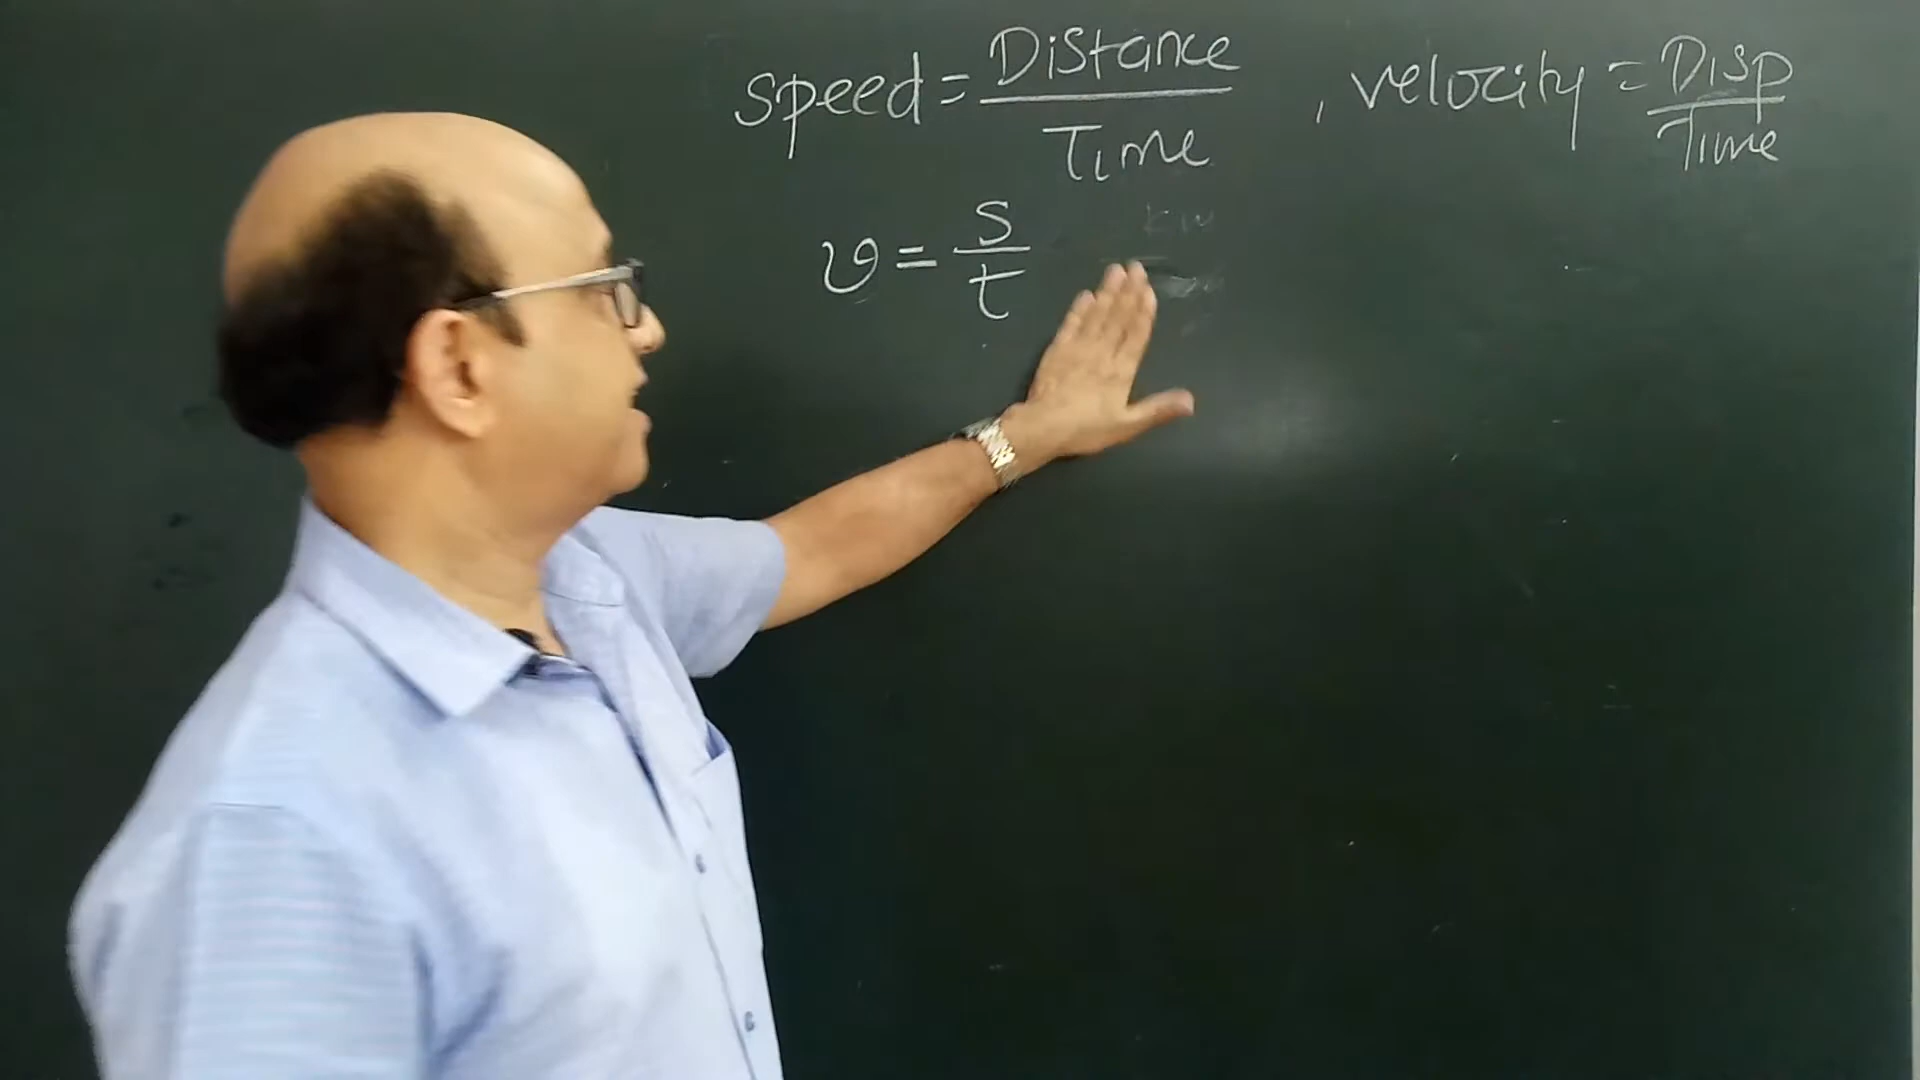 speed = Distance / Time , velocity = Disp / Time
v = s / t